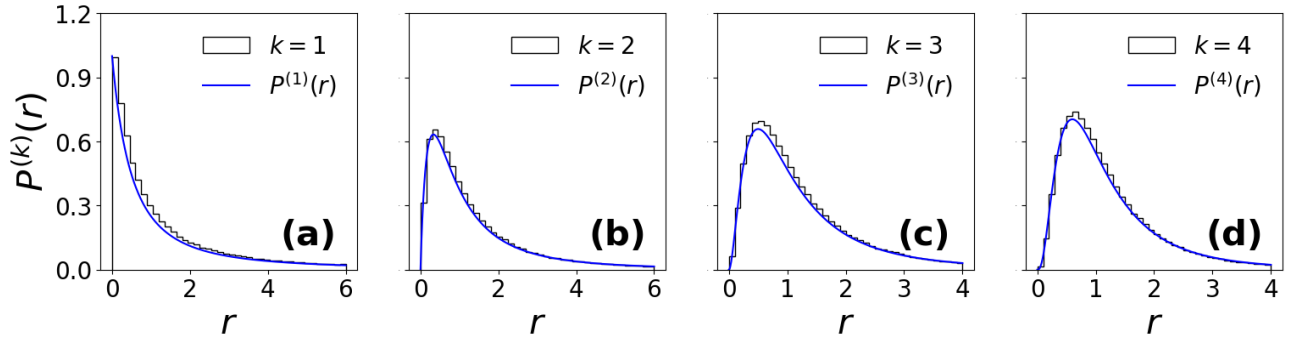 P^(k)(r)
1.2
0.9
0.6
0.3
0.0
k = 1
P^(1)(r)
(a)
0 2 4 6
r
k = 2
P^(2)(r)
(b)
0 2 4 6
r
k = 3
P^(3)(r)
(c)
0 1 2 3 4
r
k = 4
P^(4)(r)
(d)
0 1 2 3 4
r